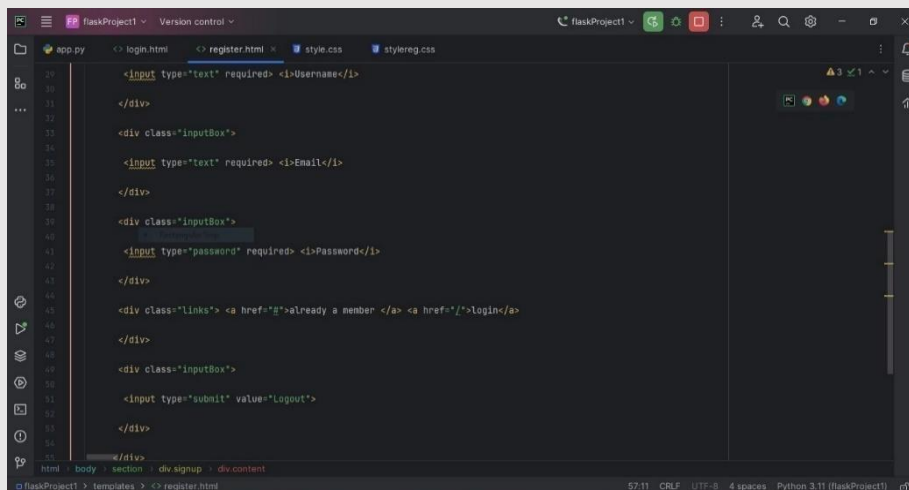 PC FP flaskProject1 Version control flaskProject1
app.py <> login.html <> register.html × style.css stylereg.css
29 <input type="text" required> <i>Username</i> 3 1
30
31 </div>
32
33 <div class="inputBox">
34
35 <input type="text" required> <i>Email</i>
36
37 </div>
38
39 <div class="inputBox">
40
41 <input type="password" required> <i>Password</i>
42
43 </div>
44
45 <div class="links"> <a href="#">already a member </a> <a href="/">login</a>
46
47 </div>
48
49 <div class="inputBox">
50
51 <input type="submit" value="Logout">
52
53 </div>
54
55 </div>
html › body › section › div.signup › div.content
flaskProject1 > templates > <> register.html 57:11 CRLF UTF-8 4 spaces Python 3.11 (flaskProject1)